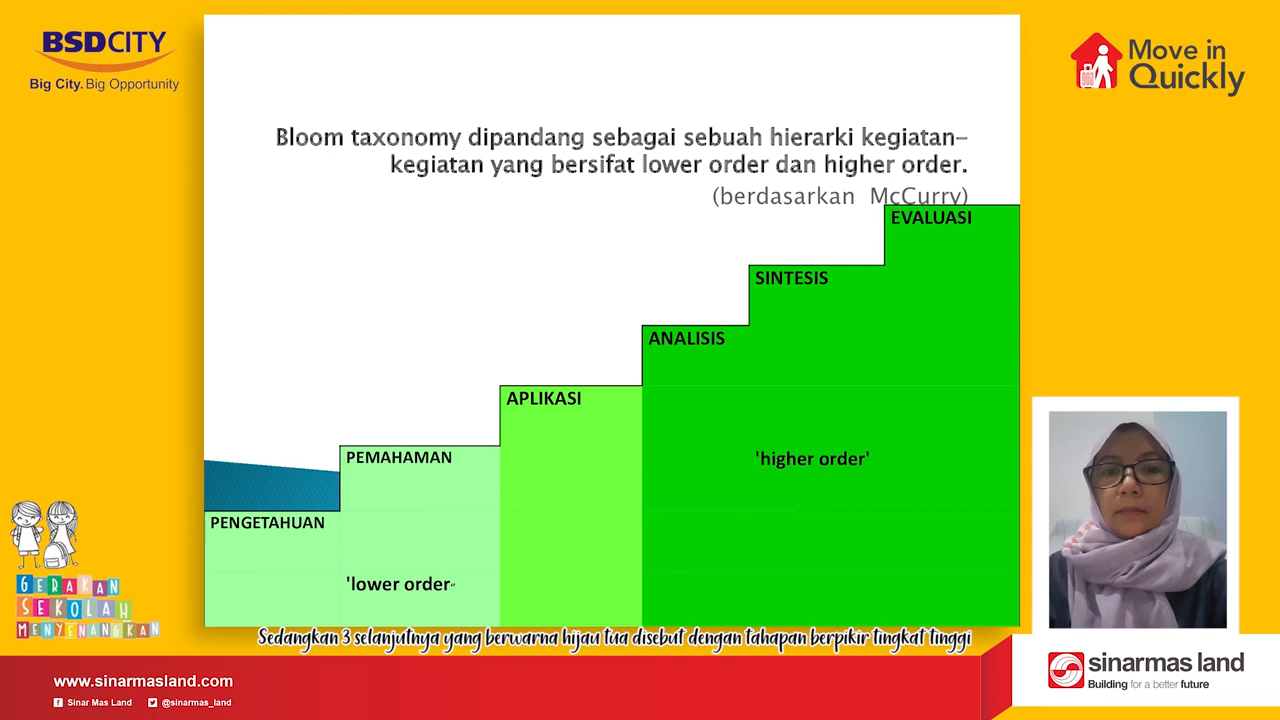 BSDCITY
Big City. Big Opportunity
Move in
Quickly
Bloom taxonomy dipandang sebagai sebuah hierarki kegiatan-
kegiatan yang bersifat lower order dan higher order.
(berdasarkan McCurry)
EVALUASI
SINTESIS
ANALISIS
APLIKASI
PEMAHAMAN
'higher order'
PENGETAHUAN
'lower order"
GERAKAN
SEKOLAH
MENYENANGKAN
Sedangkan 3 selanjutnya yang berwarna hijau tua disebut dengan tahapan berpikir tingkat tinggi
www.sinarmasland.com
Sinar Mas Land @sinarmas_land
sinarmas land
Building for a better future